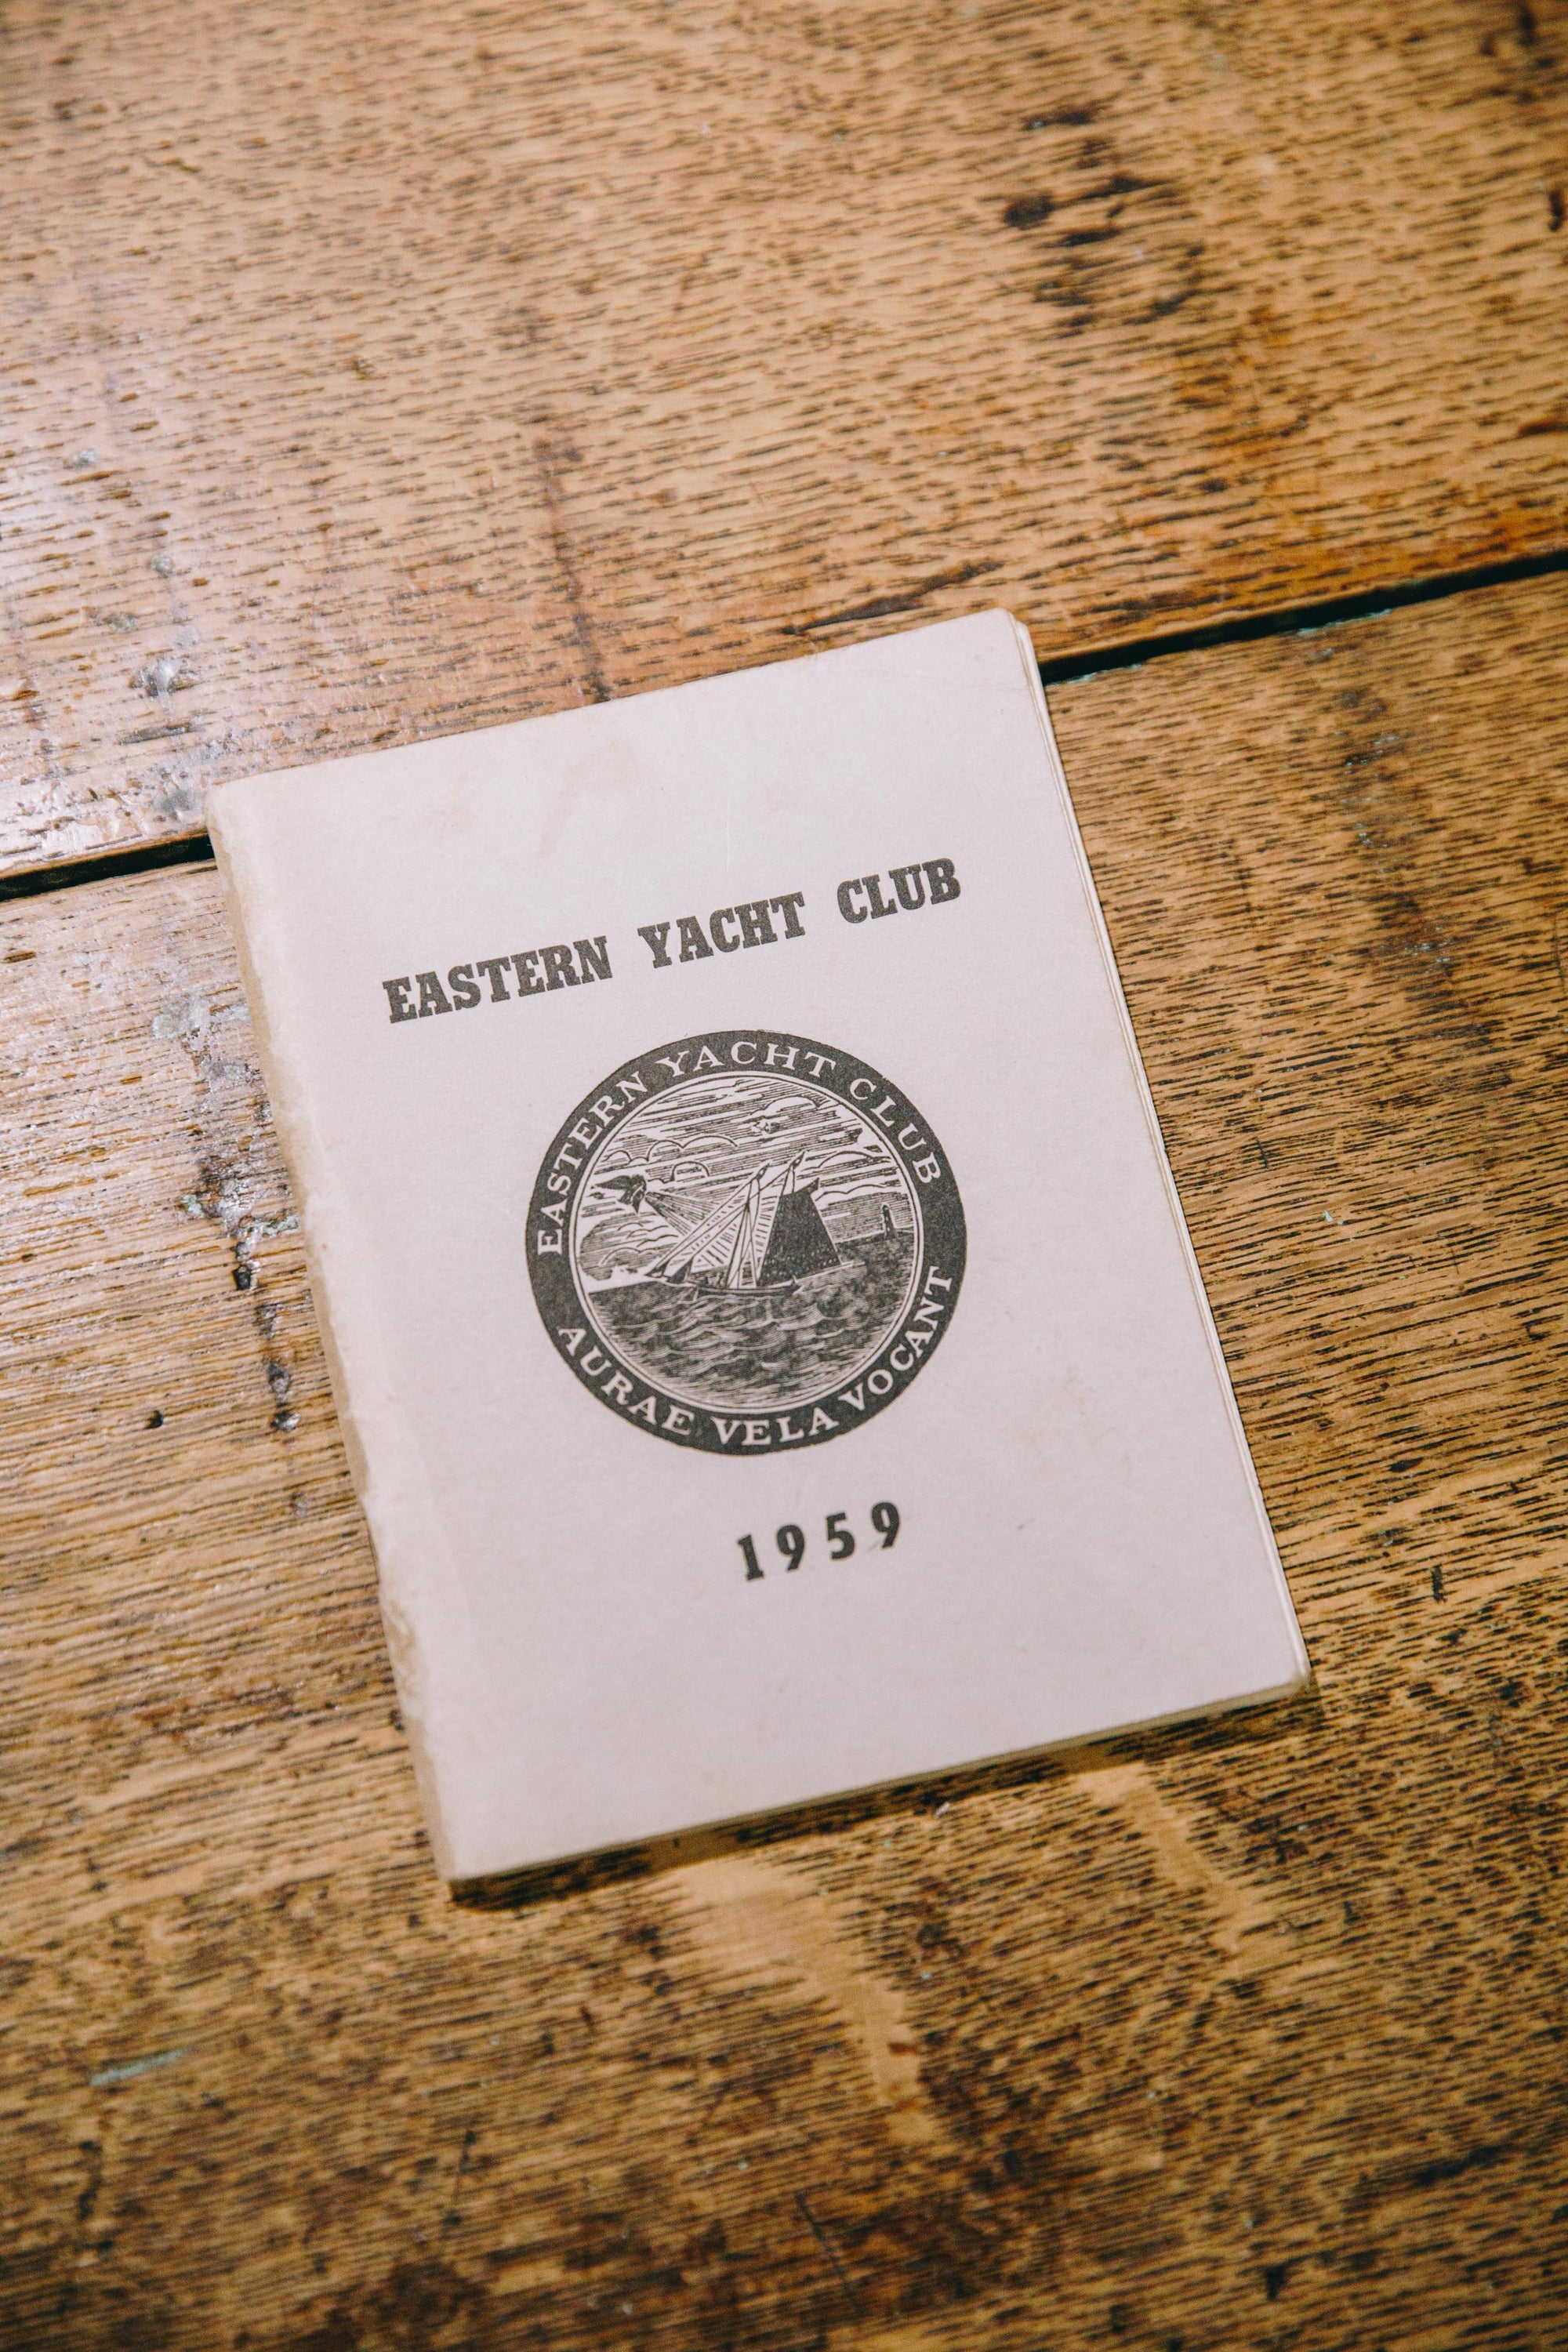 EASTERN YACHT CLUB
EASTERN YACHT CLUB
AURAE VELA VOCANT
1959